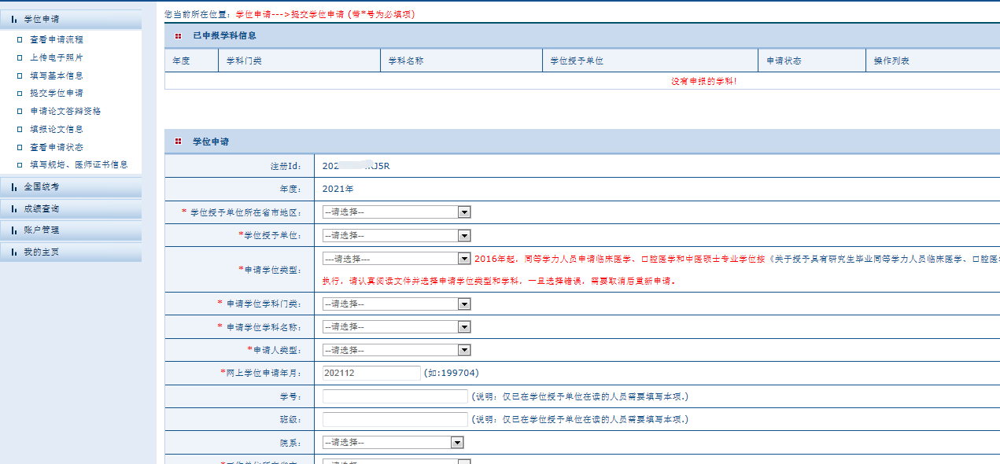 学位申请
查看申请流程
上传电子照片
填写基本信息
提交学位申请
申请论文答辩资格
填报论文信息
查看申请状态
填写规培、医师证书信息
全国统考
成绩查询
账户管理
我的主页
您当前所在位置：学位申请--->提交学位申请 (带*号为必填项)
已申报学科信息
年度 学科门类 学科名称 学位授予单位 申请状态 操作列表
没有申报的学科!
学位申请
注册Id： 202 J5R
年度： 2021年
* 学位授予单位所在省市地区： --请选择--
*学位授予单位： --请选择--
*申请学位类型： ---请选择--- 2016年起，同等学力人员申请临床医学、口腔医学和中医硕士专业学位按《关于授予具有研究生毕业同等学力人员临床医学、口腔医
执行，请认真阅读文件并选择申请学位类型和学科，一旦选择错误，需要取消后重新申请。
* 申请学位学科门类： --请选择--
* 申请学位学科名称： --请选择--
*申请人类型： --请选择--
*网上学位申请年月： 202112 (如:199704)
学号： (说明：仅已在学位授予单位在读的人员需要填写本项.)
班级： (说明：仅已在学位授予单位在读的人员需要填写本项.)
院系： --请选择--